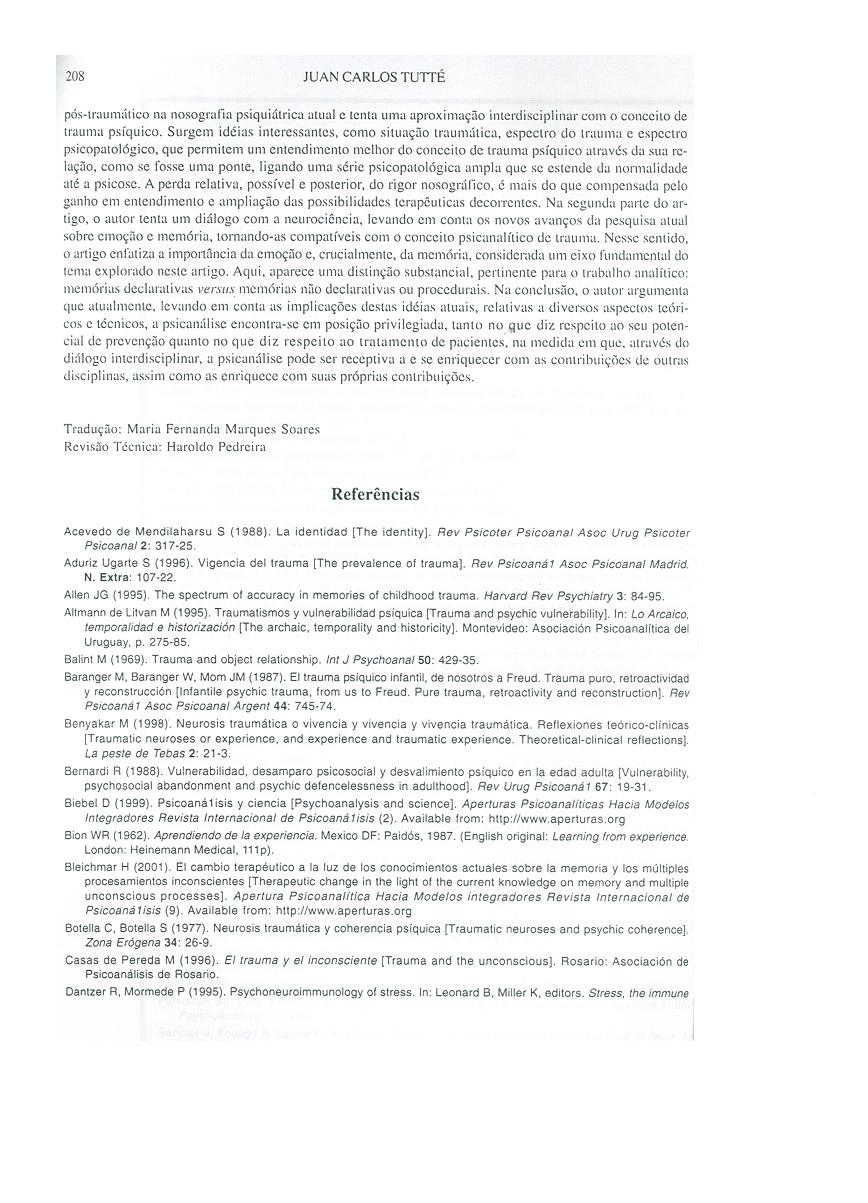 208 JUAN CARLOS TUTTÉ
pós-traumático na nosografia psiquiátrica atual e tenta uma aproximação interdisciplinar com o conceito de
trauma psíquico. Surgem idéias interessantes, como situação traumática, espectro do trauma e espectro
psicopatológico, que permitem um entendimento melhor do conceito de trauma psíquico através da sua re-
lação, como se fosse uma ponte, ligando uma série psicopatológica ampla que se estende da normalidade
até a psicose. A perda relativa, possível e posterior, do rigor nosográfico, é mais do que compensada pelo
ganho em entendimento e ampliação das possibilidades terapêuticas decorrentes. Na segunda parte do ar-
tigo, o autor tenta um diálogo com a neurociência, levando em conta os novos avanços da pesquisa atual
sobre emoção e memória, tornando-as compatíveis com o conceito psicanalítico de trauma. Nesse sentido,
o artigo enfatiza a importância da emoção e, crucialmente, da memória, considerada um eixo fundamental do
tema explorado neste artigo. Aqui, aparece uma distinção substancial, pertinente para o trabalho analítico:
memórias declarativas versus memórias não declarativas ou procedurais. Na conclusão, o autor argumenta
que atualmente, levando em conta as implicações destas idéias atuais, relativas a diversos aspectos teóri-
cos e técnicos, a psicanálise encontra-se em posição privilegiada, tanto no que diz respeito ao seu poten-
cial de prevenção quanto no que diz respeito ao tratamento de pacientes, na medida em que, através do
diálogo interdisciplinar, a psicanálise pode ser receptiva a e se enriquecer com as contribuições de outras
disciplinas, assim como as enriquece com suas próprias contribuições.
Tradução: Maria Fernanda Marques Soares
Revisão Técnica: Haroldo Pedreira
Referências
Acevedo de Mendilaharsu S (1988). La identidad [The identity]. Rev Psicoter Psicoanal Asoc Urug Psicoter
Psicoanal 2: 317-25.
Aduriz Ugarte S (1996). Vigencia del trauma [The prevalence of trauma]. Rev Psicoaná1 Asoc Psicoanal Madrid.
N. Extra: 107-22.
Allen JG (1995). The spectrum of accuracy in memories of childhood trauma. Harvard Rev Psychiatry 3: 84-95.
Altmann de Litvan M (1995). Traumatismos y vulnerabilidad psíquica [Trauma and psychic vulnerability]. In: Lo Arcaico,
temporalidad e historización [The archaic, temporality and historicity]. Montevideo: Asociación Psicoanalítica del
Uruguay, p. 275-85.
Balint M (1969). Trauma and object relationship. Int J Psychoanal 50: 429-35.
Baranger M, Baranger W, Mom JM (1987). El trauma psíquico infantil, de nosotros a Freud. Trauma puro, retroactividad
y reconstrucción [Infantile psychic trauma, from us to Freud. Pure trauma, retroactivity and reconstruction]. Rev
Psicoaná1 Asoc Psicoanal Argent 44: 745-74.
Benyakar M (1998). Neurosis traumática o vivencia y vivencia y vivencia traumática. Reflexiones teórico-clínicas
[Traumatic neuroses or experience, and experience and traumatic experience. Theoretical-clinical reflections].
La peste de Tebas 2: 21-3.
Bernardi R (1988). Vulnerabilidad, desamparo psicosocial y desvalimiento psíquico en la edad adulta [Vulnerability,
psychosocial abandonment and psychic defencelessness in adulthood]. Rev Urug Psicoaná1 67: 19-31.
Biebel D (1999). Psicoaná1isis y ciencia [Psychoanalysis and science]. Aperturas Psicoanalíticas Hacia Modelos
Integradores Revista Internacional de Psicoaná1isis (2). Available from: http://www.aperturas.org
Bion WR (1962). Aprendiendo de la experiencia. Mexico DF: Paidós, 1987. (English original: Learning from experience.
London: Heinemann Medical, 111p).
Bleichmar H (2001). El cambio terapéutico a la luz de los conocimientos actuales sobre la memoria y los múltiples
procesamientos inconscientes [Therapeutic change in the light of the current knowledge on memory and multiple
unconscious processes]. Apertura Psicoanalítica Hacia Modelos integradores Revista Internacional de
Psicoaná1isis (9). Available from: http://www.aperturas.org
Botella C, Botella S (1977). Neurosis traumática y coherencia psíquica [Traumatic neuroses and psychic coherence].
Zona Erógena 34: 26-9.
Casas de Pereda M (1996). El trauma y el inconsciente [Trauma and the unconscious]. Rosario: Asociación de
Psicoanálisis de Rosario.
Dantzer R, Mormede P (1995). Psychoneuroimmunology of stress. In: Leonard B, Miller K, editors. Stress, the immune